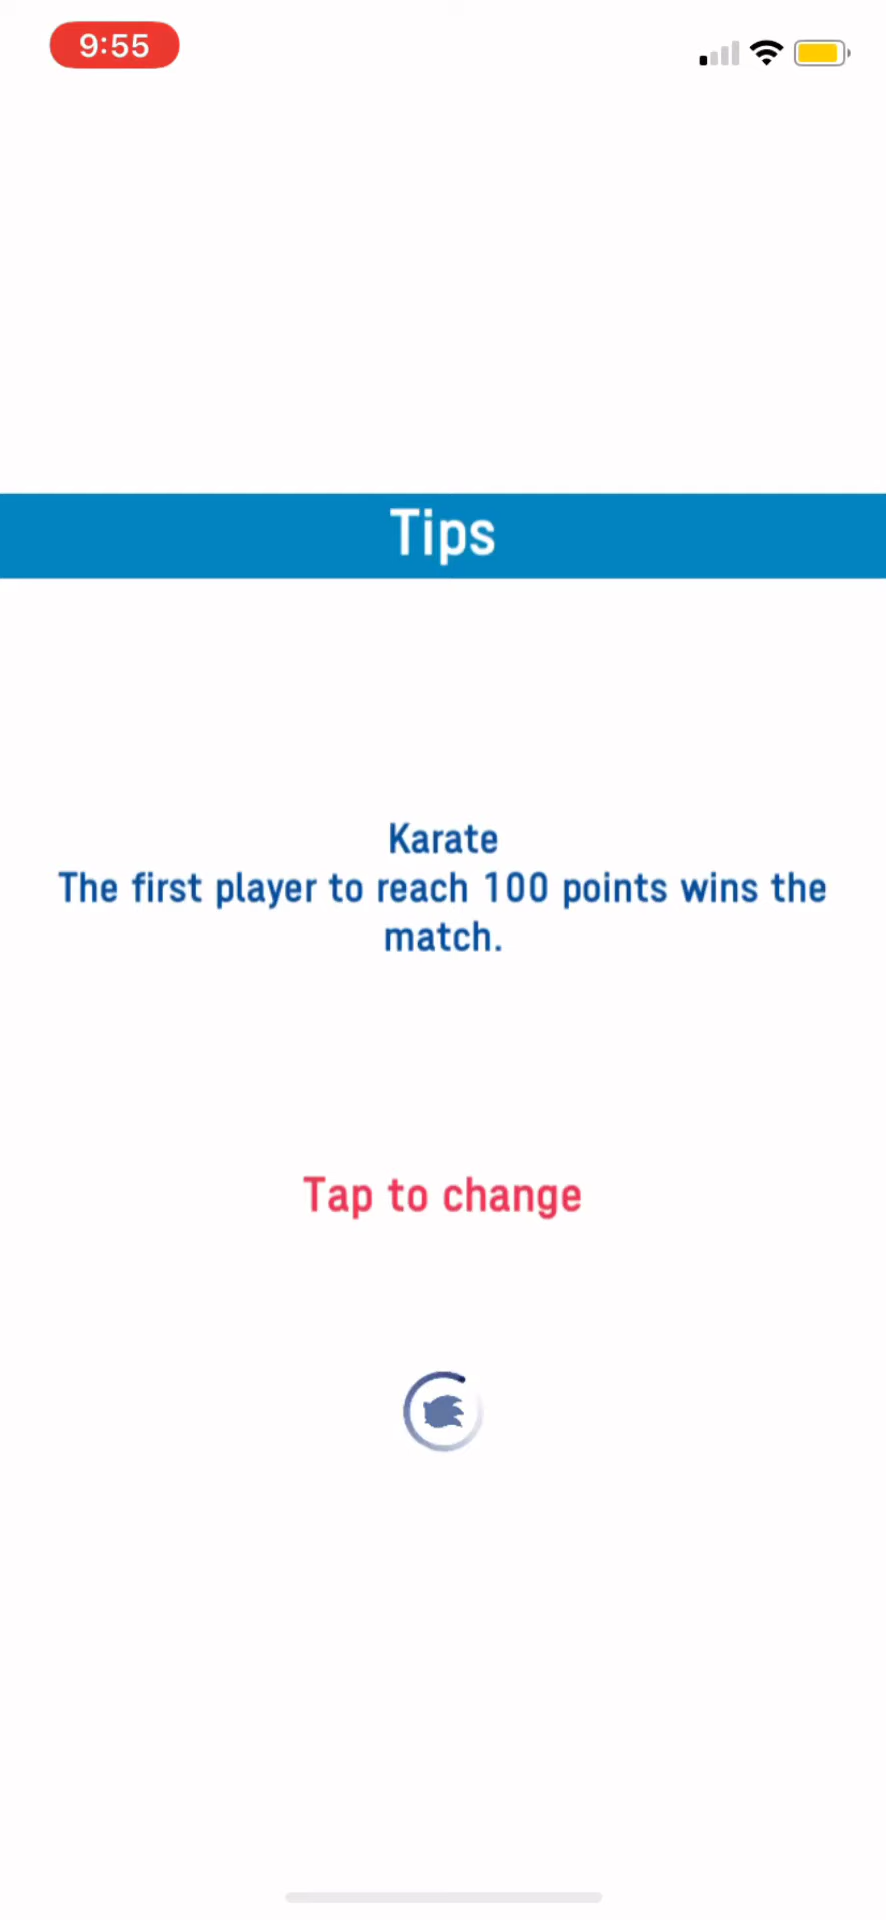 9:55
Tips
Karate
The first player to reach 100 points wins the
match.
Tap to change